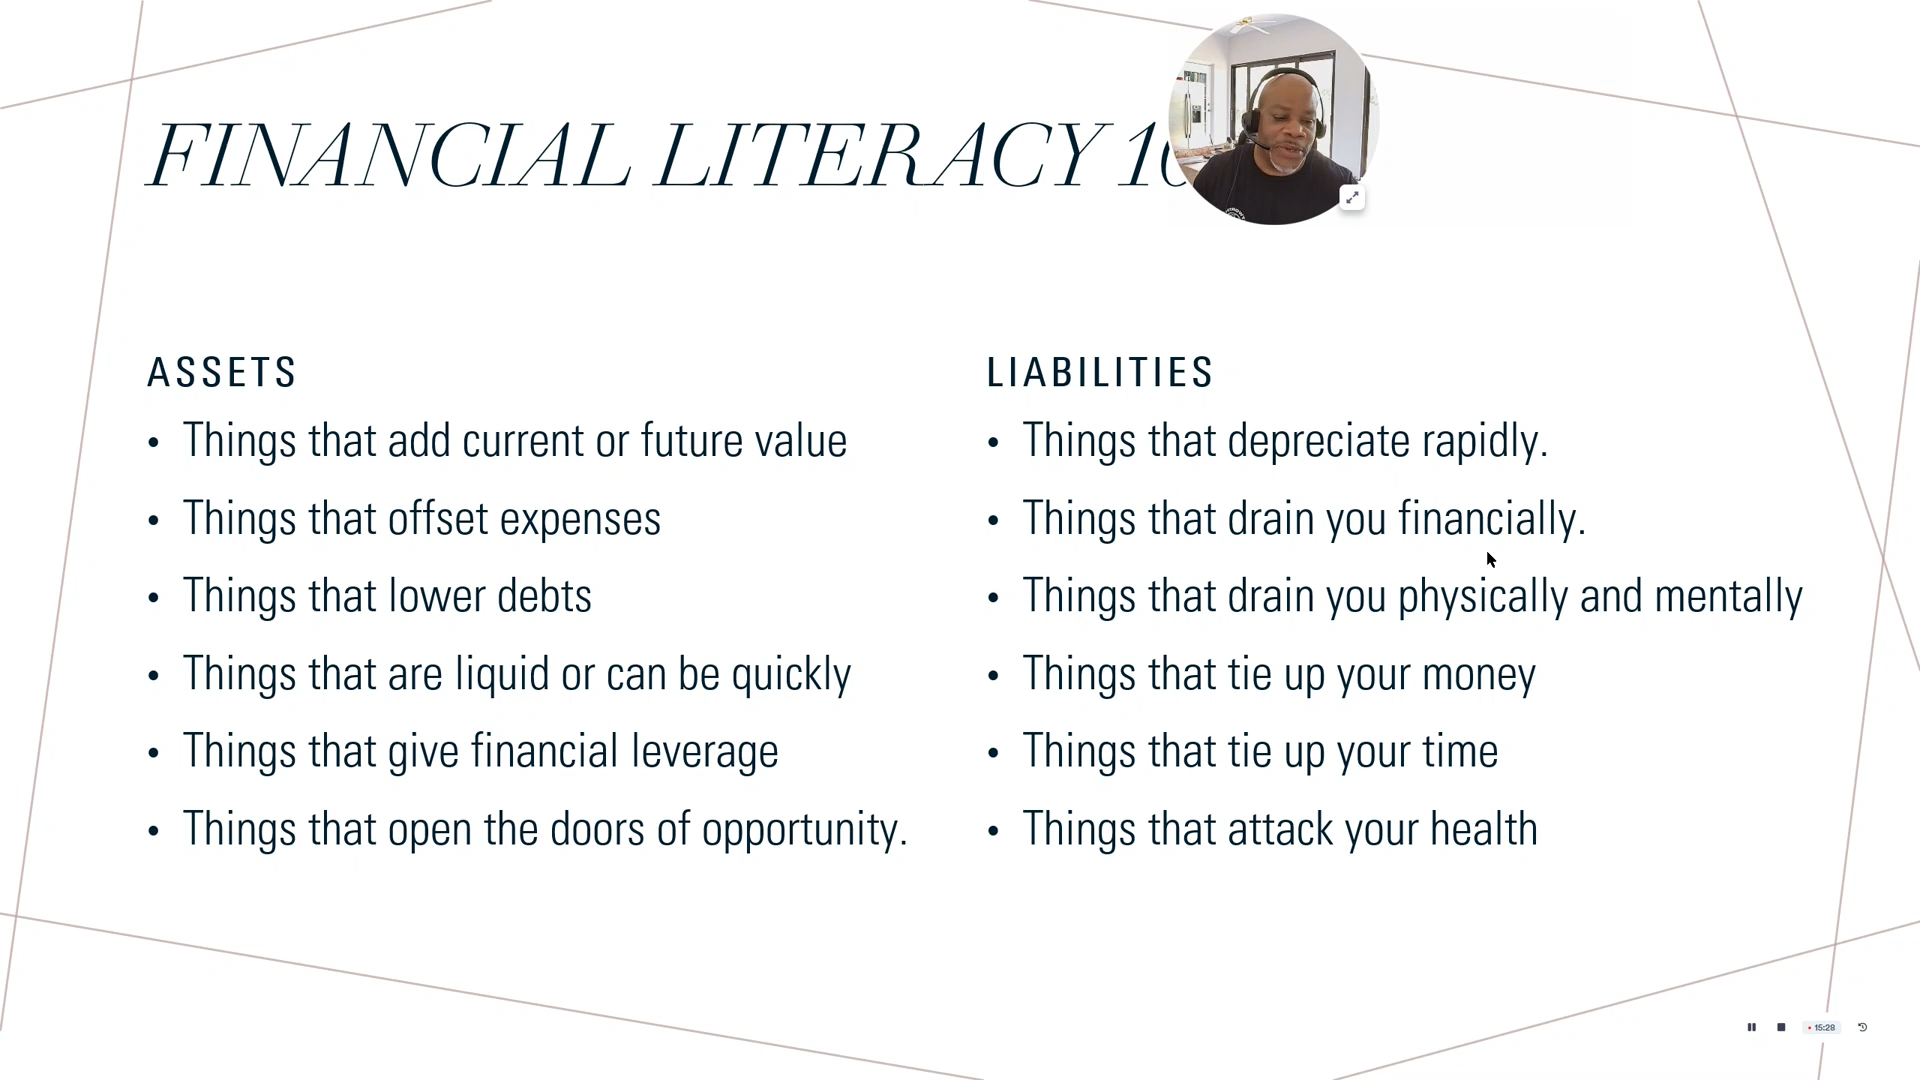 FINANCIAL LITERACY
ASSETS
• Things that add current or future value
• Things that offset expenses
• Things that lower debts
• Things that are liquid or can be quickly
• Things that give financial leverage
• Things that open the doors of opportunity.
LIABILITIES
• Things that depreciate rapidly.
• Things that drain you financially.
• Things that drain you physically and mentally
• Things that tie up your money
• Things that tie up your time
• Things that attack your health
15:28